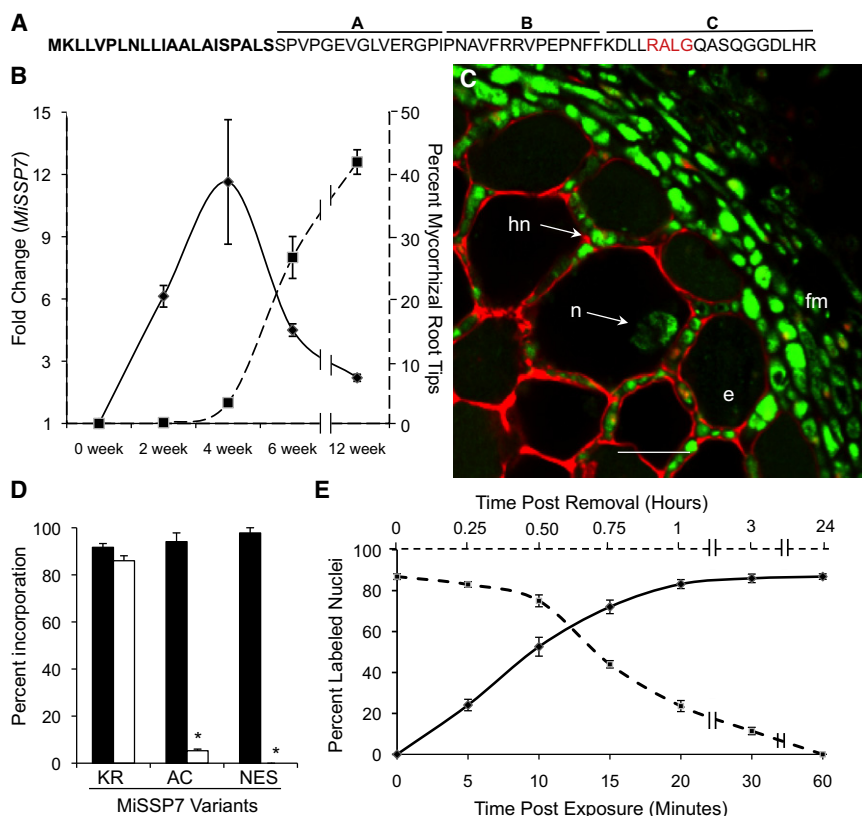 A
A B C
MKLLVPLNLLIAALAISPALSSPVPGEVGLVERGPIPNAVFRRVPEPNFFKDLLRALGQASQGGDLHR
B
15
12
9
6
3
1
Fold Change (MiSSP7)
50
40
30
20
10
0
Percent Mycorrhizal Root Tips
0 week 2 week 4 week 6 week 12 week
C
hn
n
fm
e
D
100
80
60
40
20
0
Percent incorporation
* *
KR AC NES
MiSSP7 Variants
E
Time Post Removal (Hours)
0 0.25 0.50 0.75 1 3 24
100
80
60
40
20
0
Percent Labeled Nuclei
0 5 10 15 20 30 60
Time Post Exposure (Minutes)